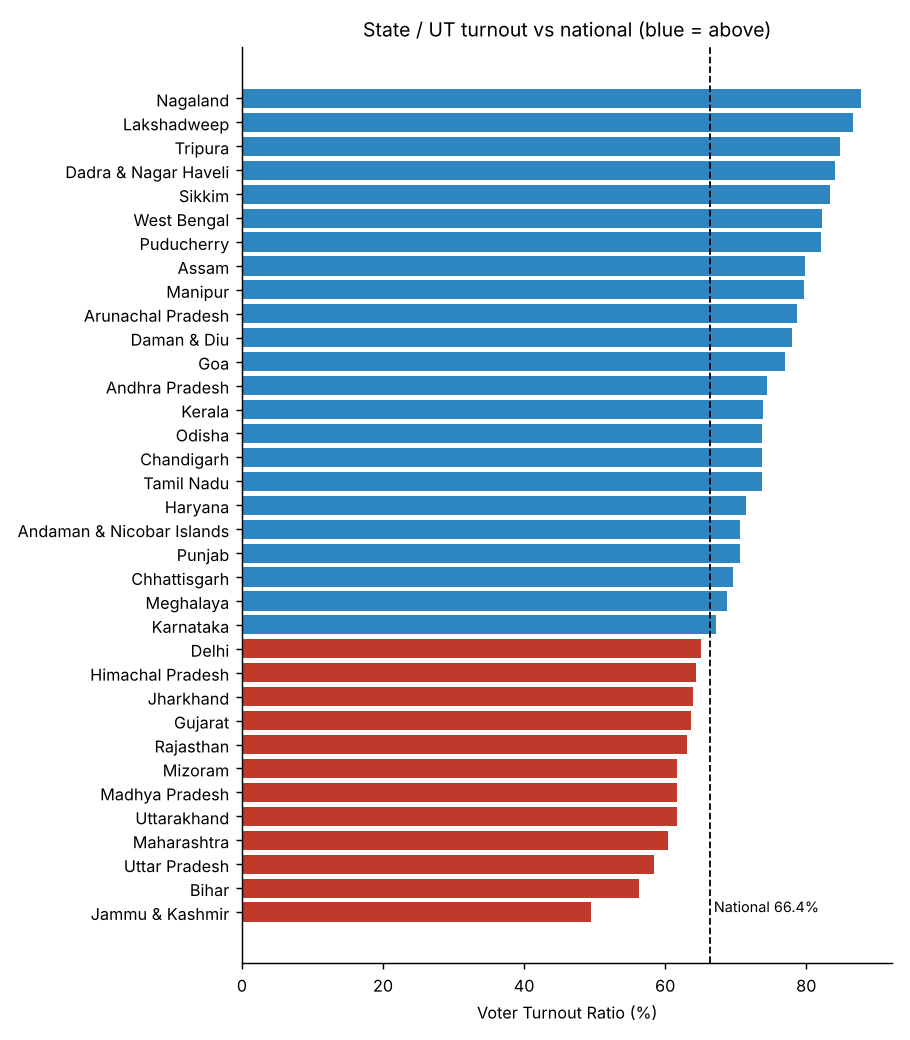 State / UT turnout vs national (blue = above)
Nagaland
Lakshadweep
Tripura
Dadra & Nagar Haveli
Sikkim
West Bengal
Puducherry
Assam
Manipur
Arunachal Pradesh
Daman & Diu
Goa
Andhra Pradesh
Kerala
Odisha
Chandigarh
Tamil Nadu
Haryana
Andaman & Nicobar Islands
Punjab
Chhattisgarh
Meghalaya
Karnataka
Delhi
Himachal Pradesh
Jharkhand
Gujarat
Rajasthan
Mizoram
Madhya Pradesh
Uttarakhand
Maharashtra
Uttar Pradesh
Bihar
National 66.4%
Jammu & Kashmir
0 20 40 60 80
Voter Turnout Ratio (%)